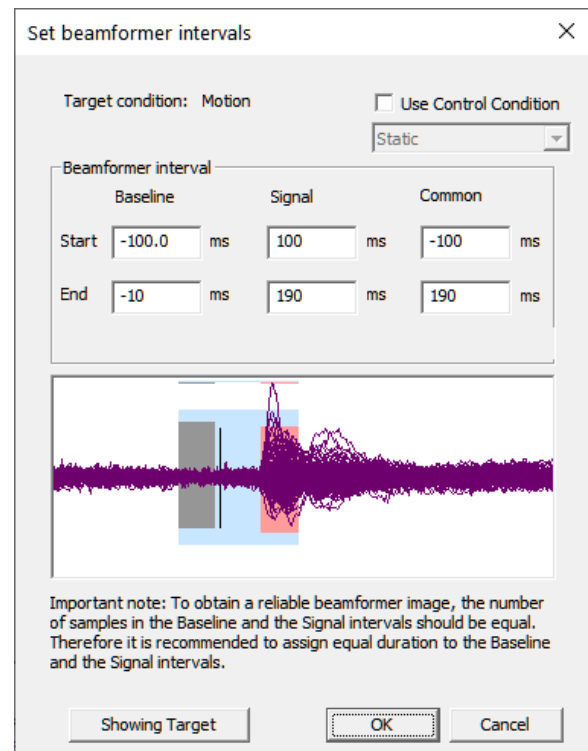 Set beamformer intervals
Target condition: Motion
Use Control Condition
Static
Beamformer interval
Baseline Signal Common
Start -100.0 ms 100 ms -100 ms
End -10 ms 190 ms 190 ms
Important note: To obtain a reliable beamformer image, the number
of samples in the Baseline and the Signal intervals should be equal.
Therefore it is recommended to assign equal duration to the Baseline
and the Signal intervals.
Showing Target OK Cancel